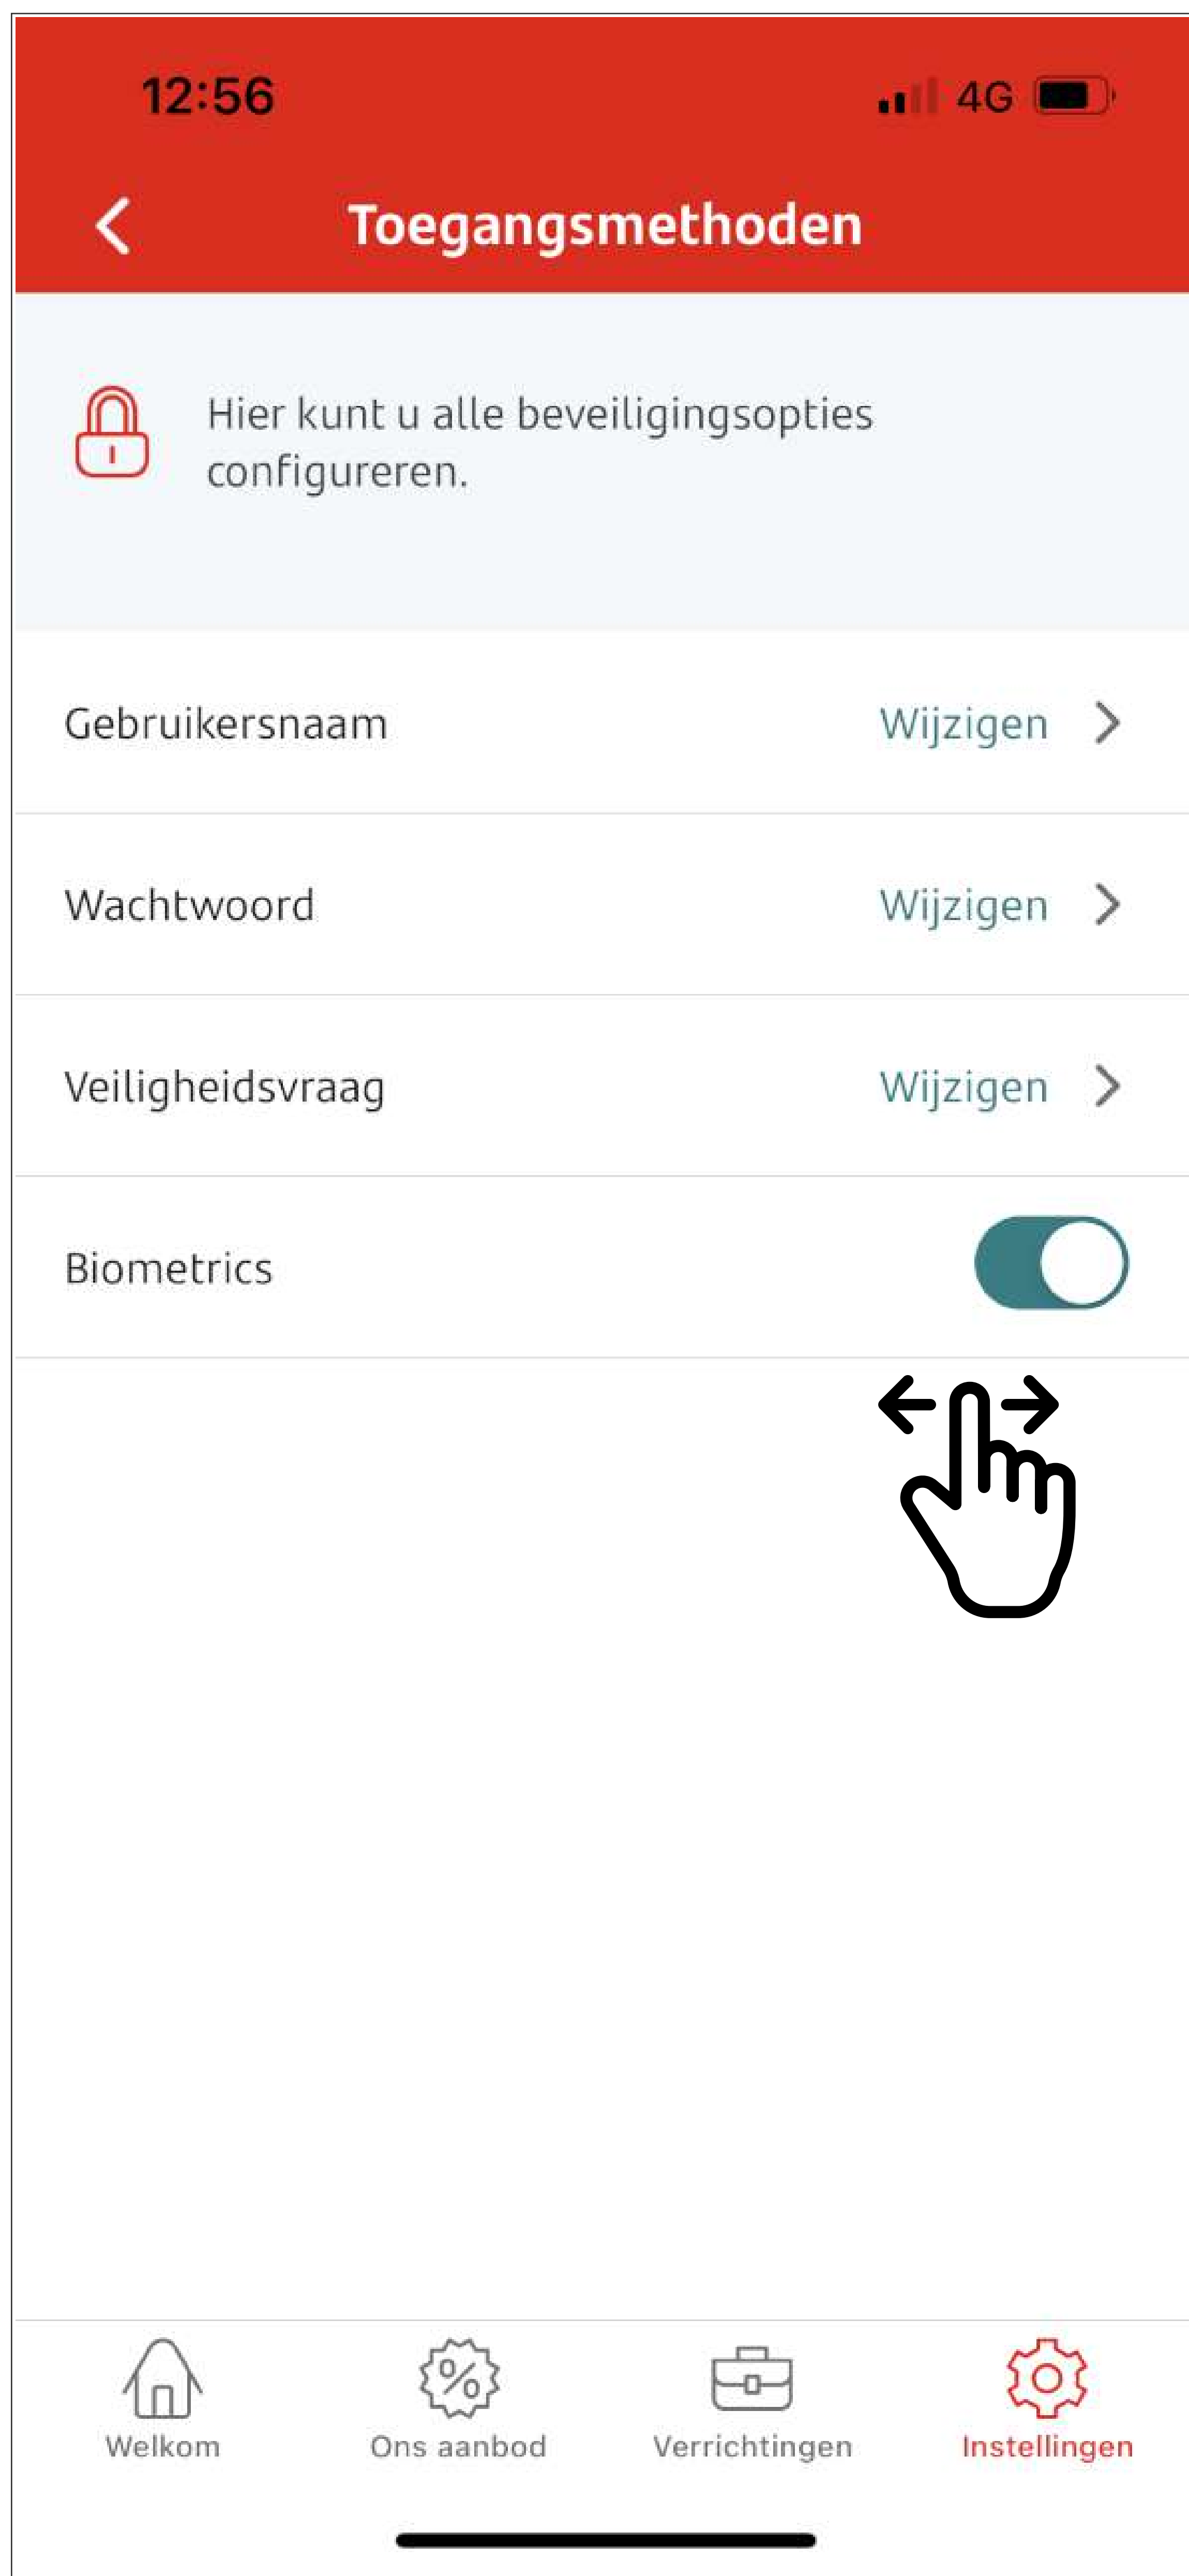 12:56 4G
Toegangsmethoden
Hier kunt u alle beveiligingsopties
configureren.
Gebruikersnaam Wijzigen
Wachtwoord Wijzigen
Veiligheidsvraag Wijzigen
Biometrics
Welkom Ons aanbod Verrichtingen Instellingen